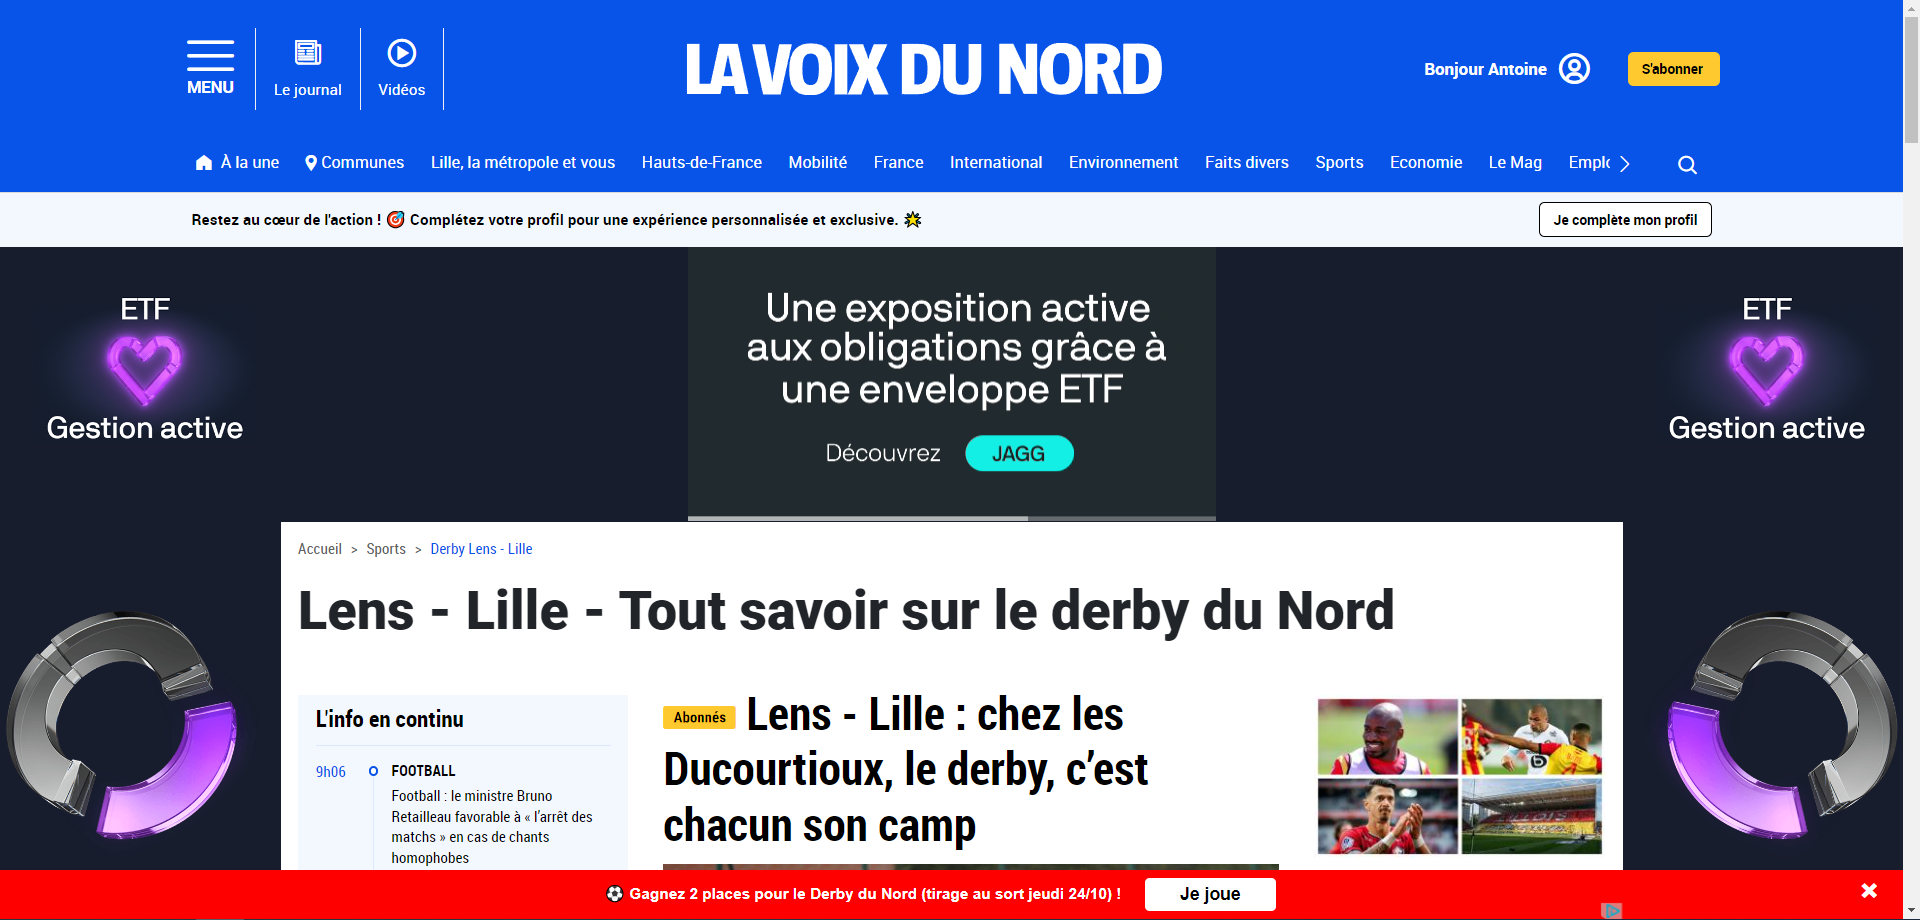 MENU
Le journal
Vidéos
LA VOIX DU NORD
Bonjour Antoine
S'abonner
À la une
Communes
Lille, la métropole et vous
Hauts-de-France
Mobilité
France
International
Environnement
Faits divers
Sports
Economie
Le Mag
Emplo
Restez au cœur de l'action ! 🎯 Complétez votre profil pour une expérience personnalisée et exclusive. 🌟
Je complète mon profil
ETF
Gestion active
Une exposition active
aux obligations grâce à
une enveloppe ETF
Découvrez JAGG
ETF
Gestion active
Accueil > Sports > Derby Lens - Lille
Lens - Lille - Tout savoir sur le derby du Nord
L'info en continu
9h06
FOOTBALL
Football : le ministre Bruno
Retailleau favorable à « l’arrêt des
matchs » en cas de chants
homophobes
Abonnés Lens - Lille : chez les
Ducourtioux, le derby, c’est
chacun son camp
⚽ Gagnez 2 places pour le Derby du Nord (tirage au sort jeudi 24/10) !
Je joue